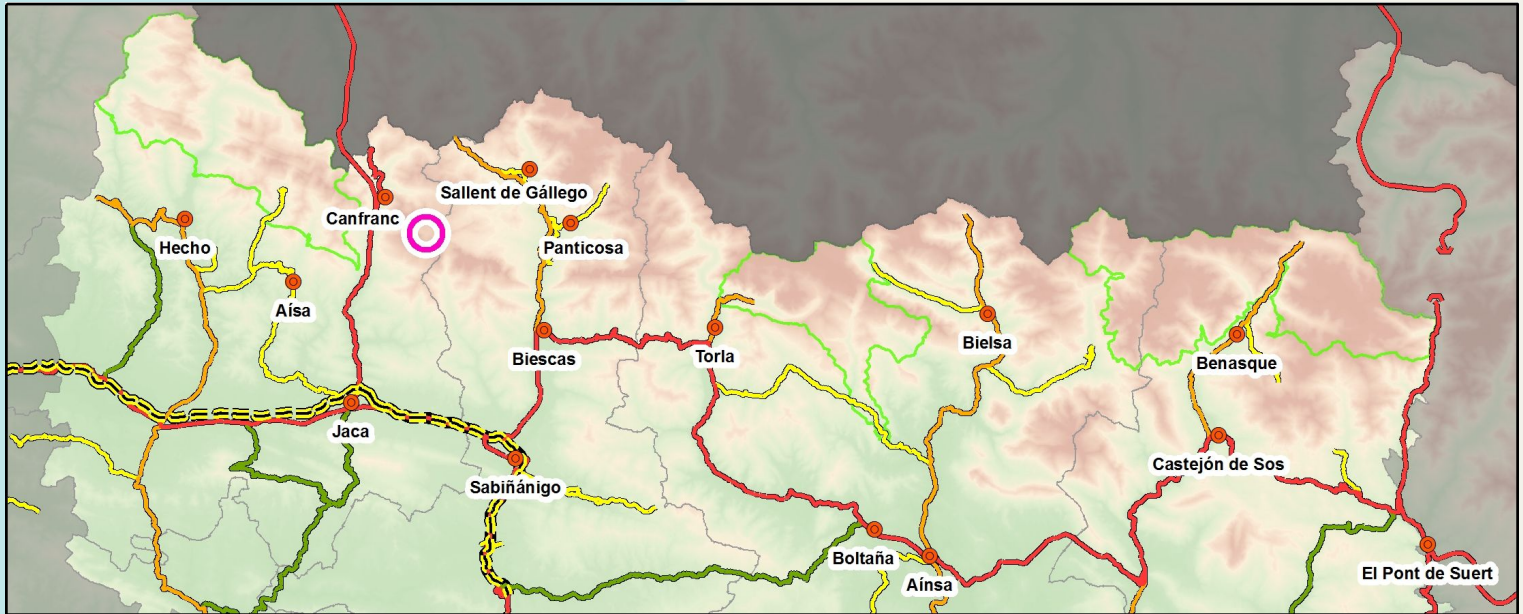 Sallent de Gállego
Canfranc
Hecho
Panticosa
Aísa
Bielsa
Biescas
Torla
Benasque
Jaca
Castejón de Sos
Sabiñánigo
Boltaña
El Pont de Suert
Aínsa